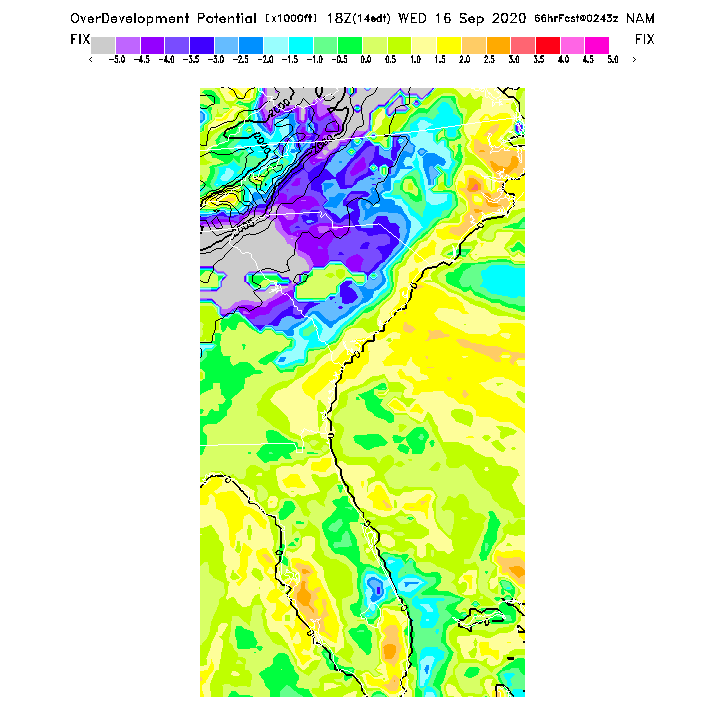 OverDevelopment Potential [x1000ft] 18Z(14edt) WED 16 Sep 2020 66hrFcst@0243z NAM
FIX FIX
< -5.0 -4.5 -4.0 -3.5 -3.0 -2.5 -2.0 -1.5 -1.0 -0.5 0.0 0.5 1.0 1.5 2.0 2.5 3.0 3.5 4.0 4.5 5.0 >
2000